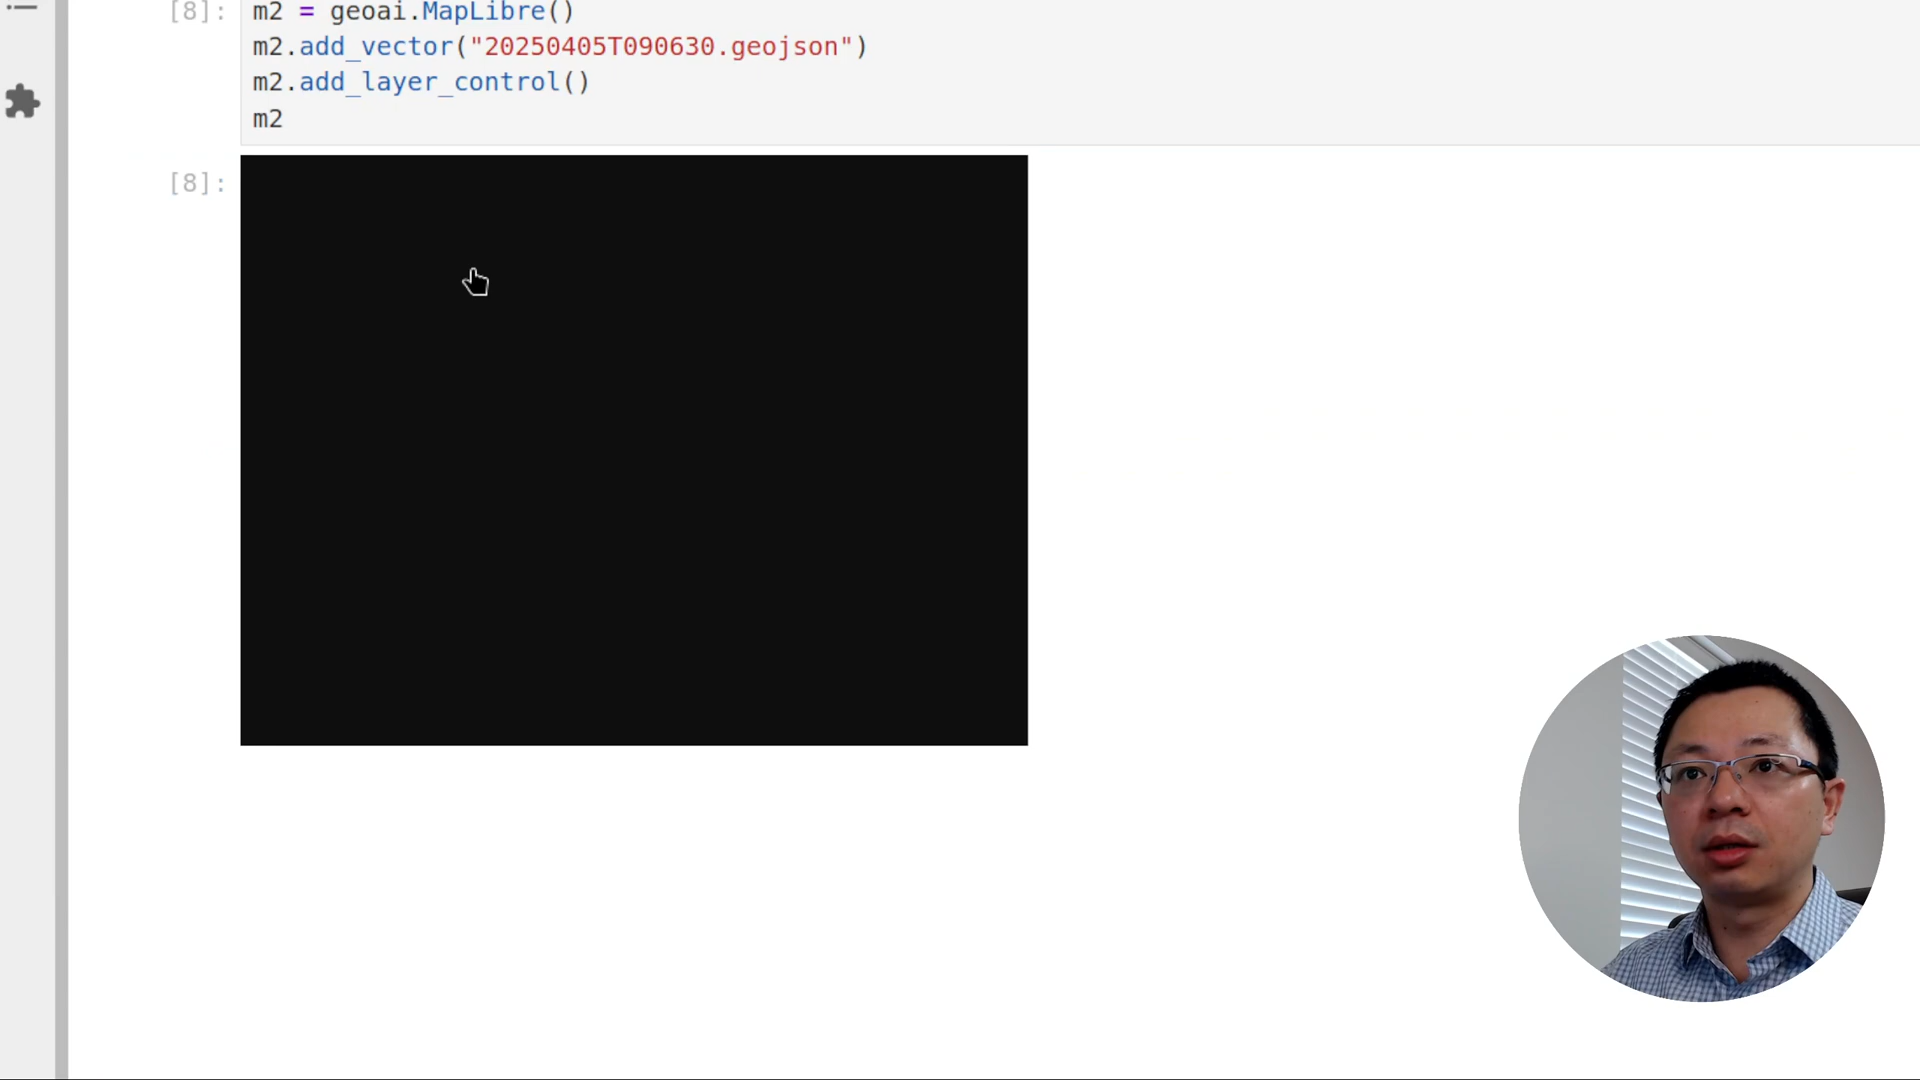 [8]: m2 = geoai.MapLibre()
m2.add_vector("20250405T090630.geojson")
m2.add_layer_control()
m2
[8]: